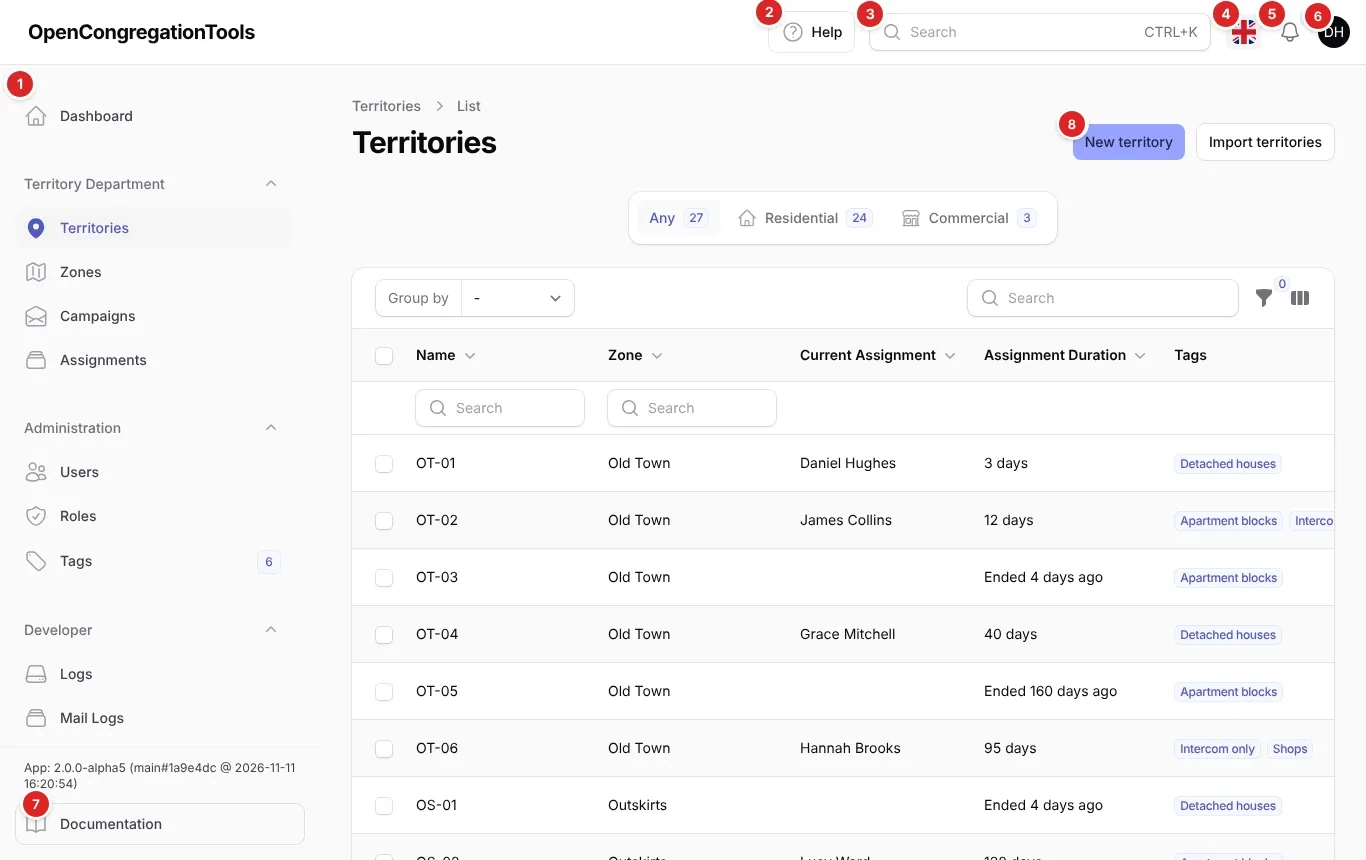 OpenCongregationTools
2
Help
3
Search
CTRL+K
4
5
6
DH
1
Dashboard
Territory Department
Territories
Zones
Campaigns
Assignments
Administration
Users
Roles
Tags
6
Developer
Logs
Mail Logs
App: 2.0.0-alpha5 (main#1a9e4dc @ 2026-11-11
16:20:54)
7
Documentation
Territories > List
Territories
8
New territory
Import territories
Any 27
Residential 24
Commercial 3
Group by -
Search
0
Name Zone Current Assignment Assignment Duration Tags
Search Search
OT-01 Old Town Daniel Hughes 3 days Detached houses
OT-02 Old Town James Collins 12 days Apartment blocks Interco
OT-03 Old Town Ended 4 days ago Apartment blocks
OT-04 Old Town Grace Mitchell 40 days Detached houses
OT-05 Old Town Ended 160 days ago Apartment blocks
OT-06 Old Town Hannah Brooks 95 days Intercom only Shops
OS-01 Outskirts Ended 4 days ago Detached houses